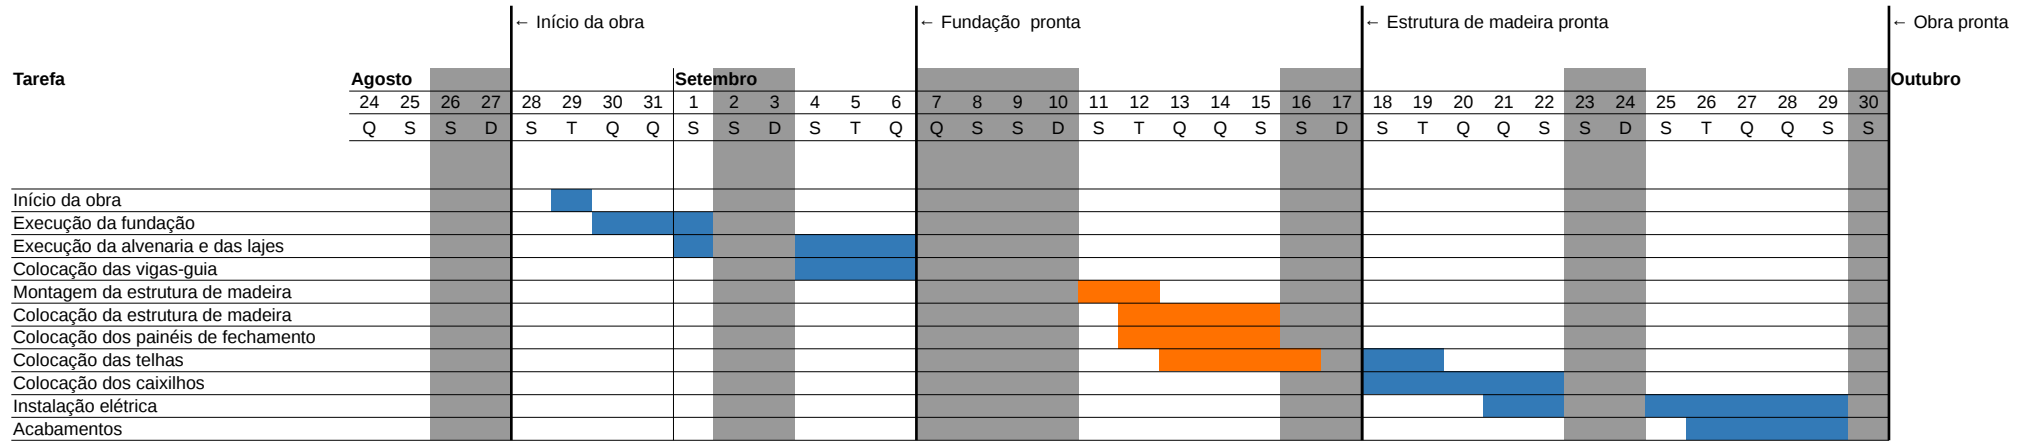 ← Início da obra ← Fundação pronta ← Estrutura de madeira pronta ← Obra pronta
Tarefa Agosto Setembro Outubro
24 25 26 27 28 29 30 31 1 2 3 4 5 6 7 8 9 10 11 12 13 14 15 16 17 18 19 20 21 22 23 24 25 26 27 28 29 30
Q S S D S T Q Q S S D S T Q Q S S D S T Q Q S S D S T Q Q S S D S T Q Q S S
Início da obra
Execução da fundação
Execução da alvenaria e das lajes
Colocação das vigas-guia
Montagem da estrutura de madeira
Colocação da estrutura de madeira
Colocação dos painéis de fechamento
Colocação das telhas
Colocação dos caixilhos
Instalação elétrica
Acabamentos